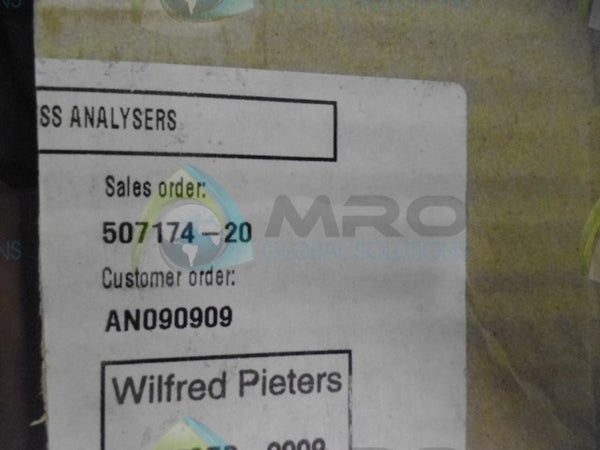 SS ANALYSERS
Sales order:
507174-20
Customer order:
AN090909
Wilfred Pieters
MRO
GLOBAL SOLUTIONS